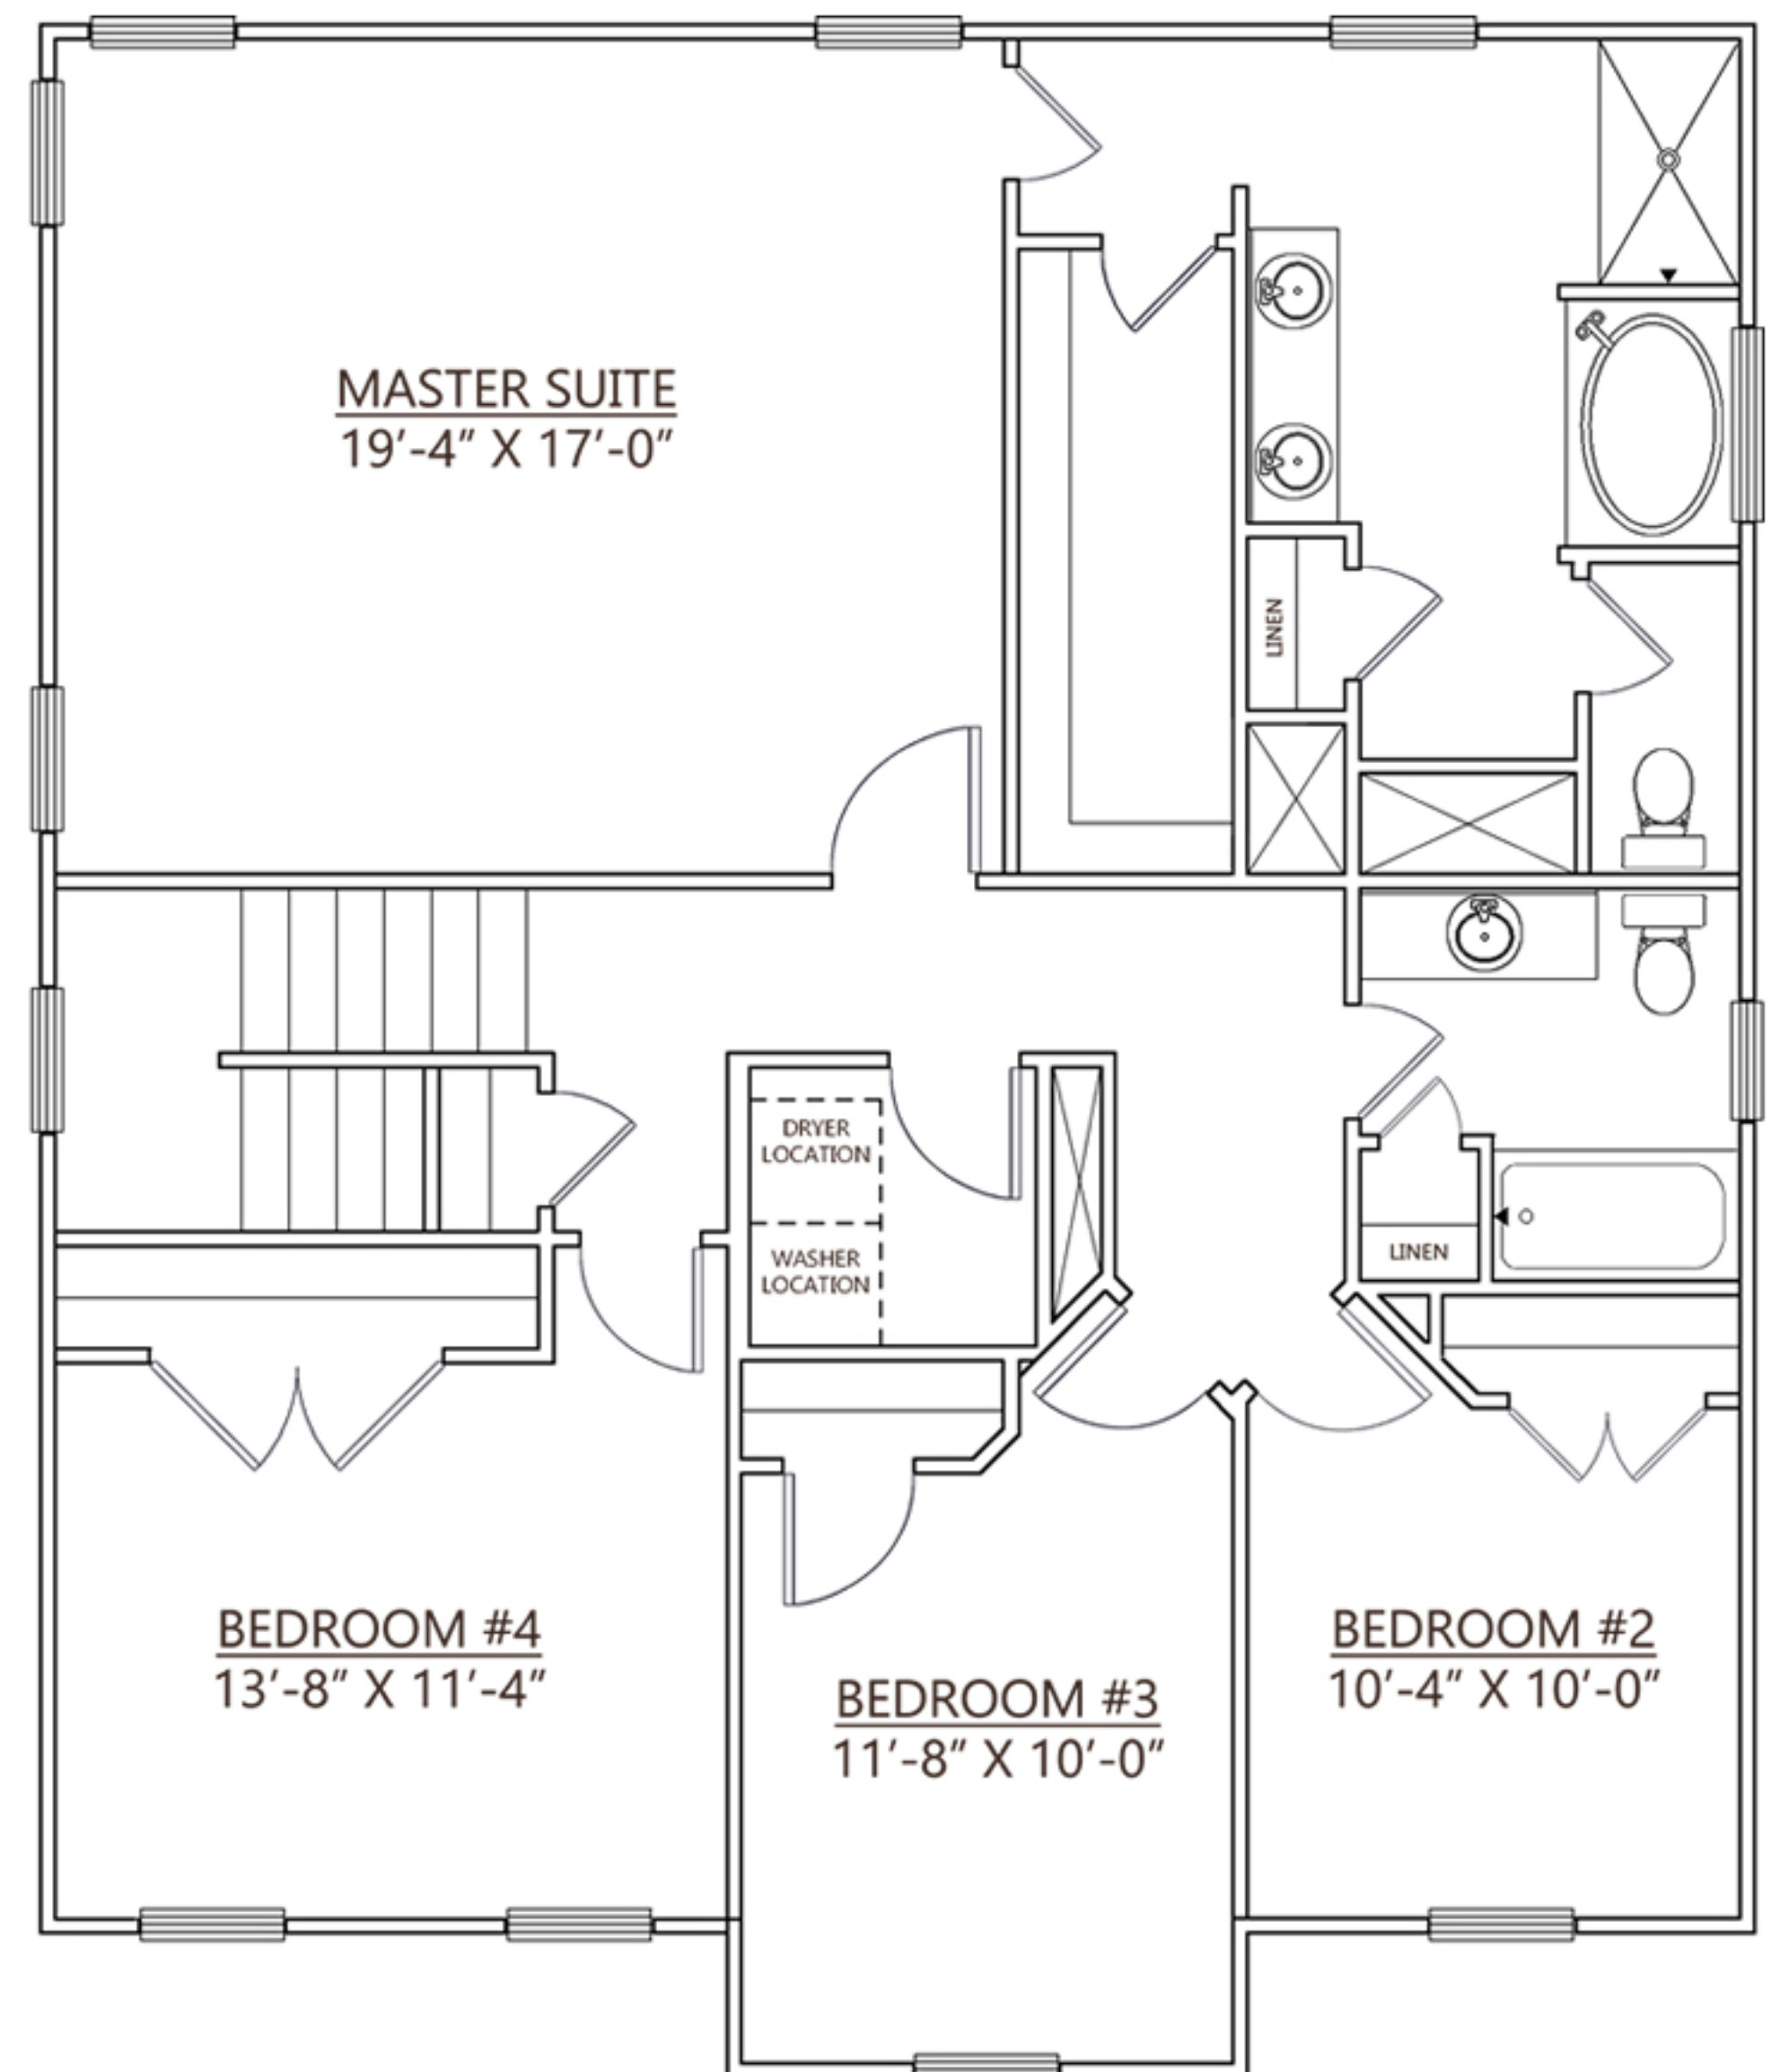 MASTER SUITE
19'-4" X 17'-0"
LINEN
DRYER
LOCATION
WASHER
LOCATION
LINEN
BEDROOM #4
13'-8" X 11'-4"
BEDROOM #3
11'-8" X 10'-0"
BEDROOM #2
10'-4" X 10'-0"